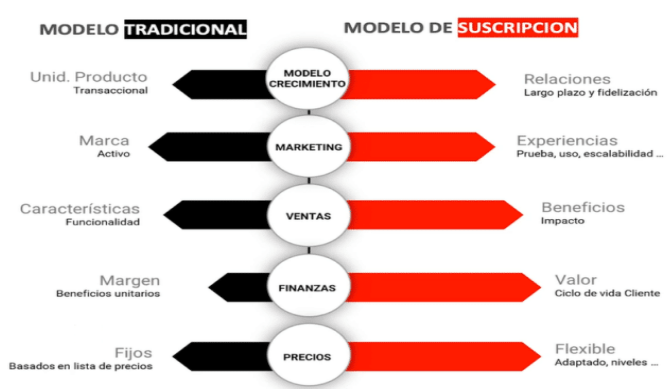 MODELO TRADICIONAL
MODELO DE SUSCRIPCION
Unid. Producto
Transaccional
MODELO
CRECIMIENTO
Relaciones
Largo plazo y fidelización
Marca
Activo
MARKETING
Experiencias
Prueba, uso, escalabilidad ...
Características
Funcionalidad
VENTAS
Beneficios
Impacto
Margen
Beneficios unitarios
FINANZAS
Valor
Ciclo de vida Cliente
Fijos
Basados en lista de precios
PRECIOS
Flexible
Adaptado, niveles ...